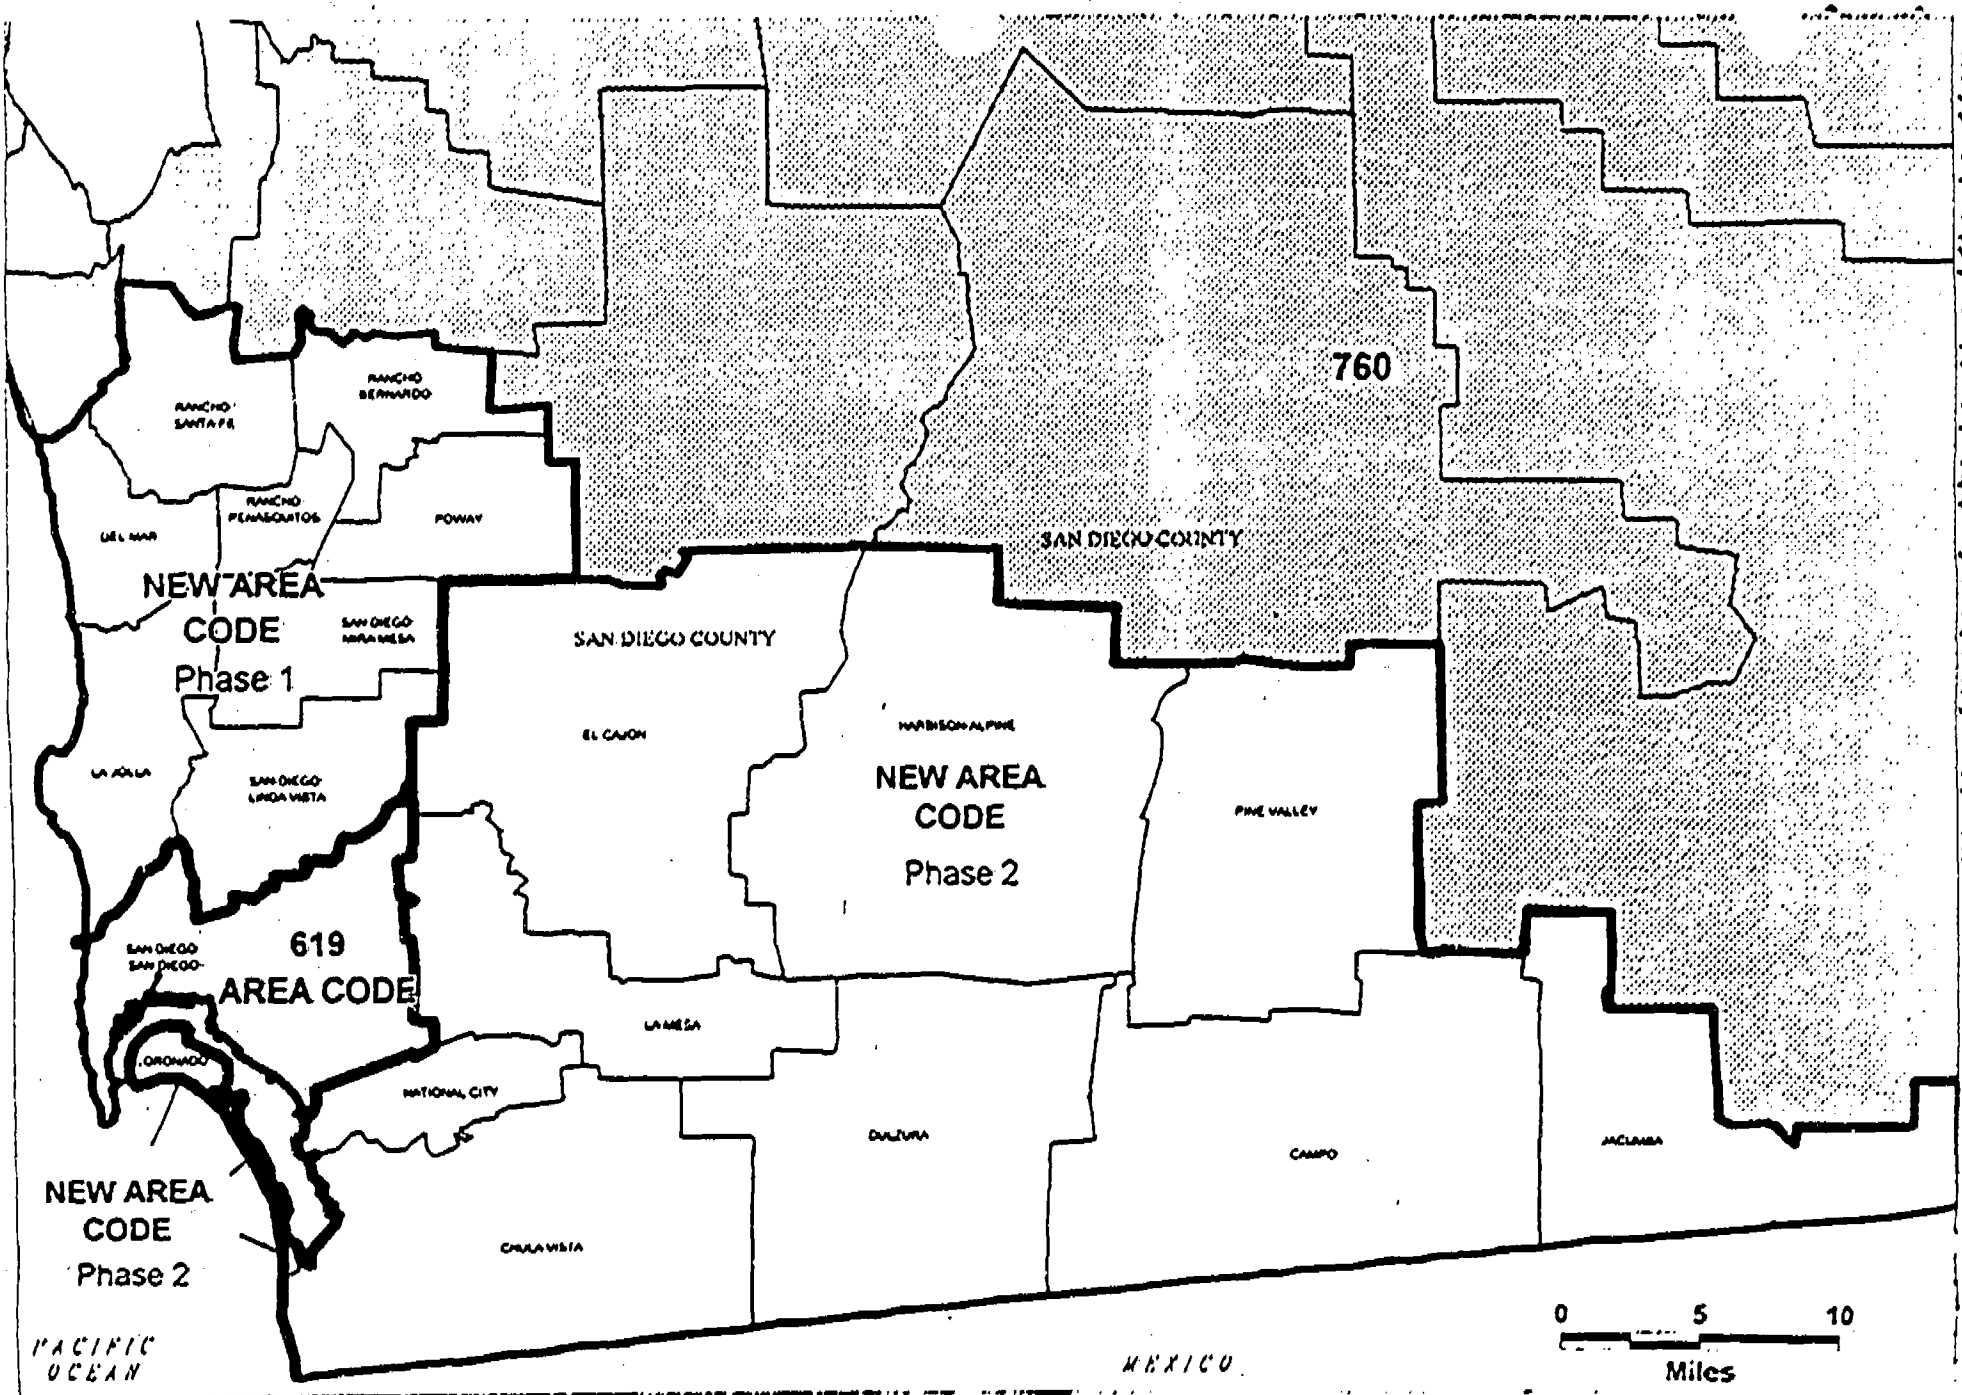 760
RANCHO
BERNARDO
RANCHO
SANTA FE
RANCHO
PENASQUITOS
POWAY
DEL MAR
SAN DIEGO COUNTY
NEW AREA
CODE
Phase 1
SAN DIEGO
MIRA MESA
SAN DIEGO COUNTY
HARBISON-ALPINE
EL CAJON
LA JOLLA
SAN DIEGO
LINDA VISTA
NEW AREA
CODE
Phase 2
PINE VALLEY
619
AREA CODE
SAN DIEGO
SAN DIEGO
LA MESA
CORONADO
NATIONAL CITY
DULZURA
CAMPO
JACUMBA
NEW AREA
CODE
Phase 2
CHULA VISTA
PACIFIC
OCEAN
MEXICO
0 5 10
Miles